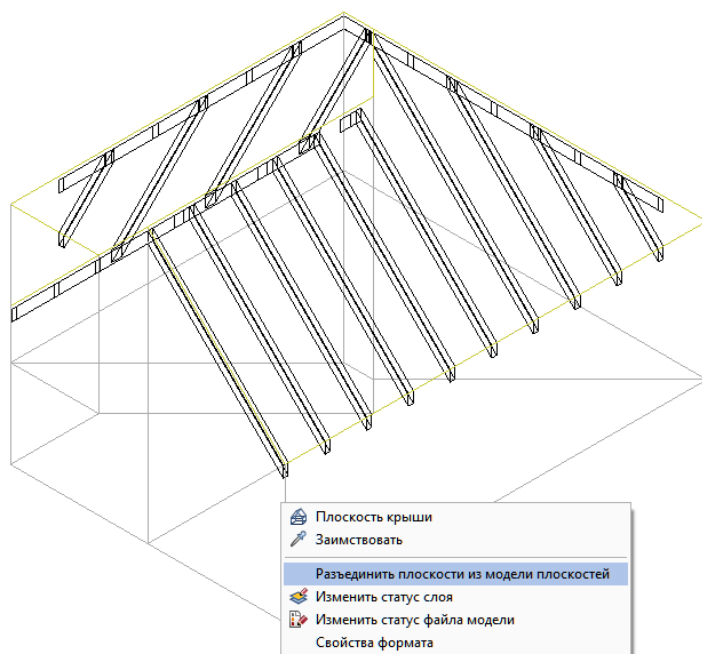 Плоскость крыши
Заимствовать
Разъединить плоскости из модели плоскостей
Изменить статус слоя
Изменить статус файла модели
Свойства формата